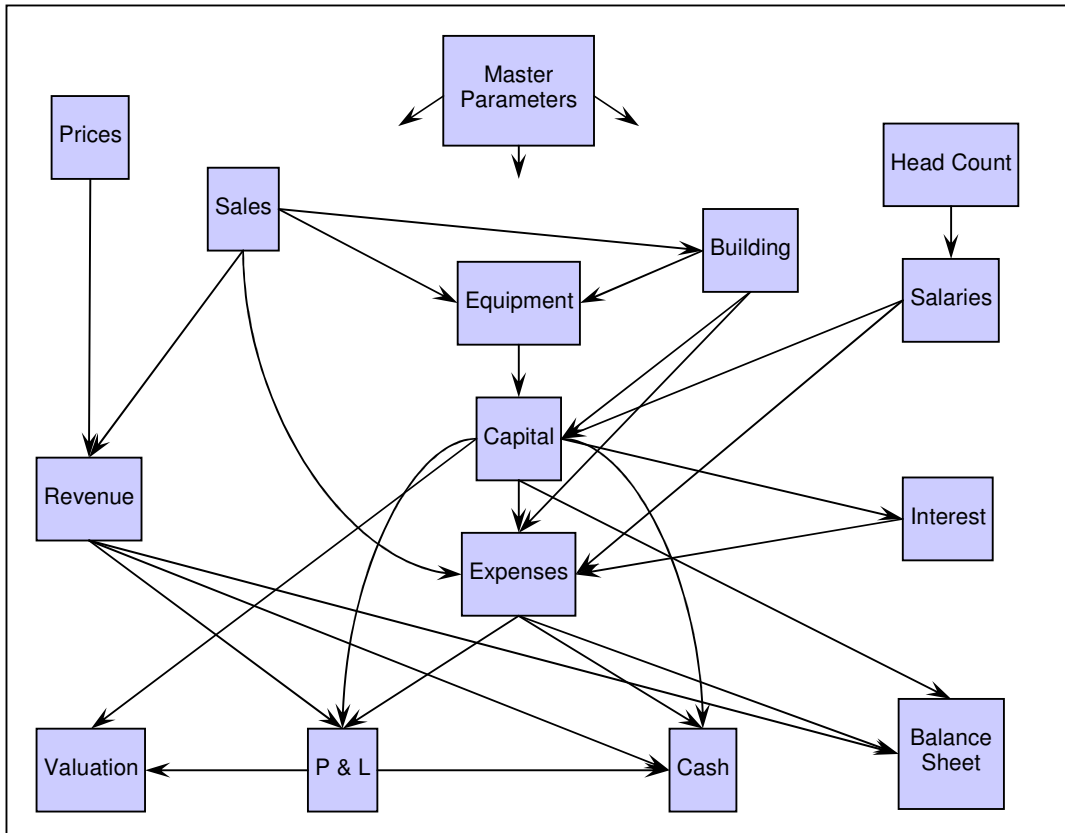 Master
Parameters
Prices
Head Count
Sales
Building
Equipment
Salaries
Capital
Revenue
Interest
Expenses
Valuation
P & L
Cash
Balance
Sheet